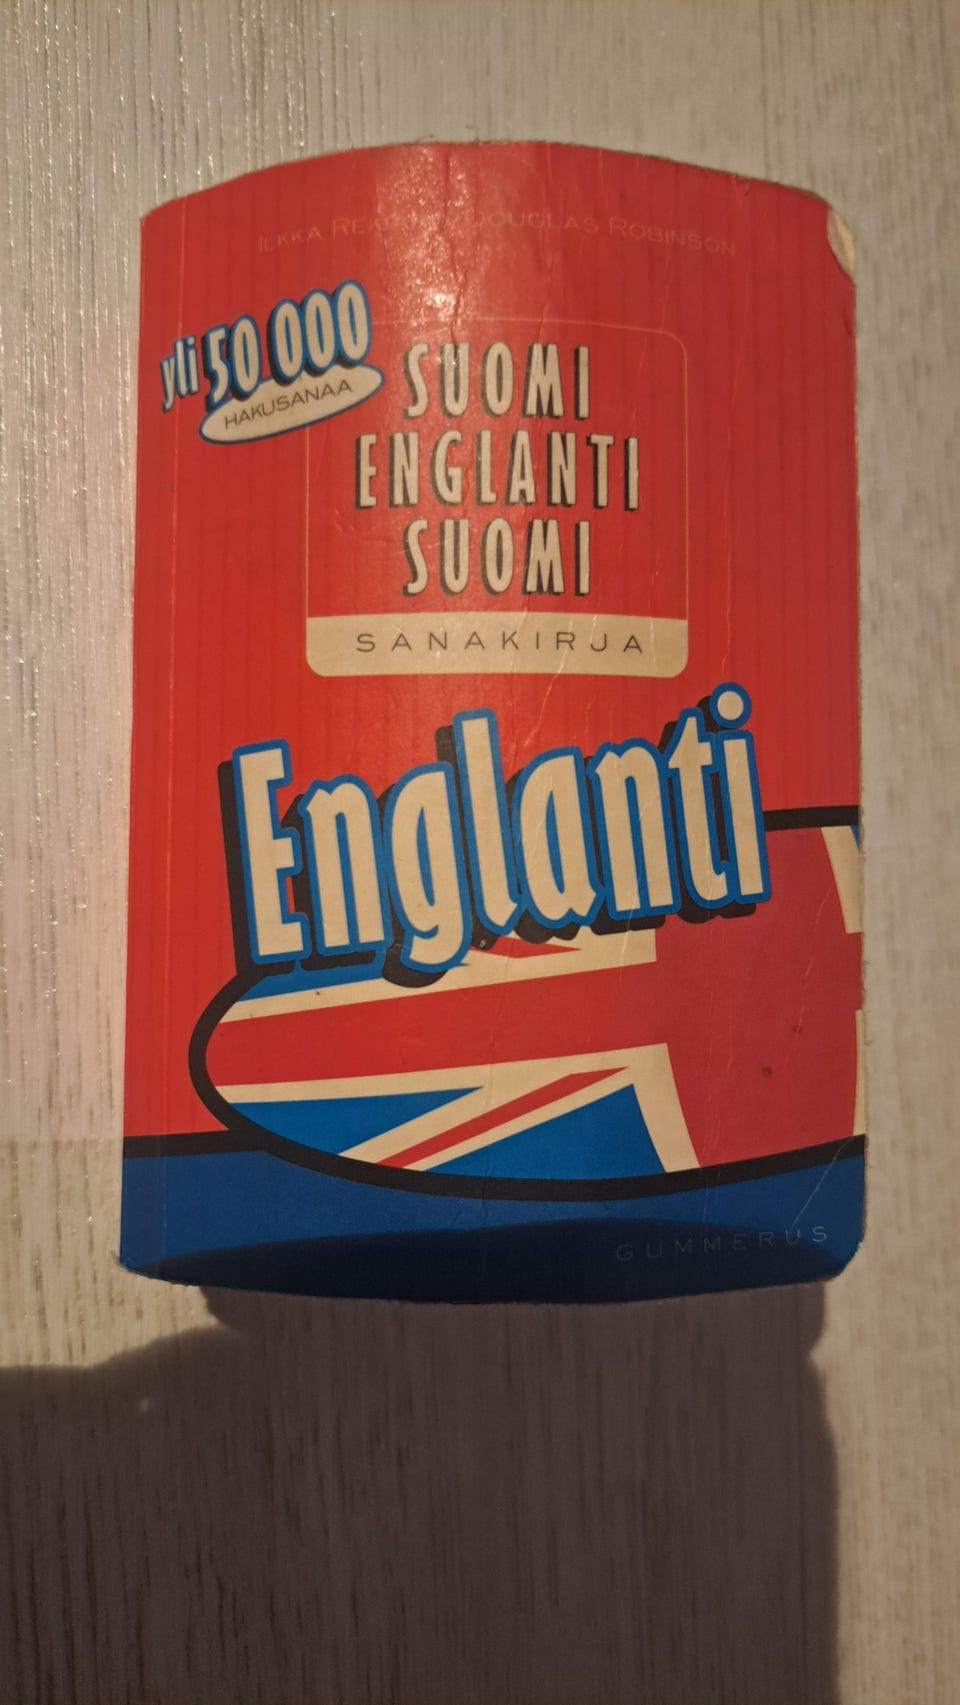 ILKKA DOUGLAS ROBINSON
yli 50 000
HAKUSANAA
SUOMI
ENGLANTI
SUOMI
SANAKIRJA
Englanti
GUMMERUS